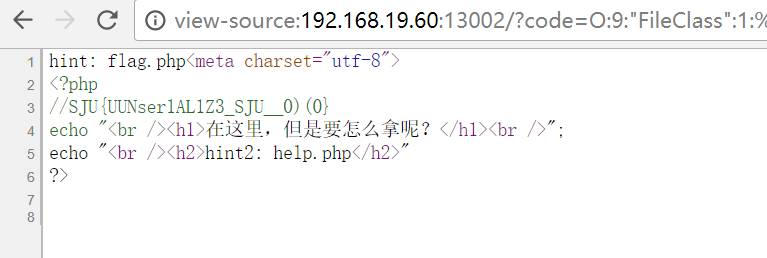 view-source:192.168.19.60:13002/?code=O:9:"FileClass":1:%
1 hint: flag.php<meta charset="utf-8">
2 <?php
3 //SJU{UUNser1AL1Z3_SJU__0)(0}
4 echo "<br /><h1>在这里，但是要怎么拿呢？</h1><br />";
5 echo "<br /><h2>hint2: help.php</h2>"
6 ?>
7
8